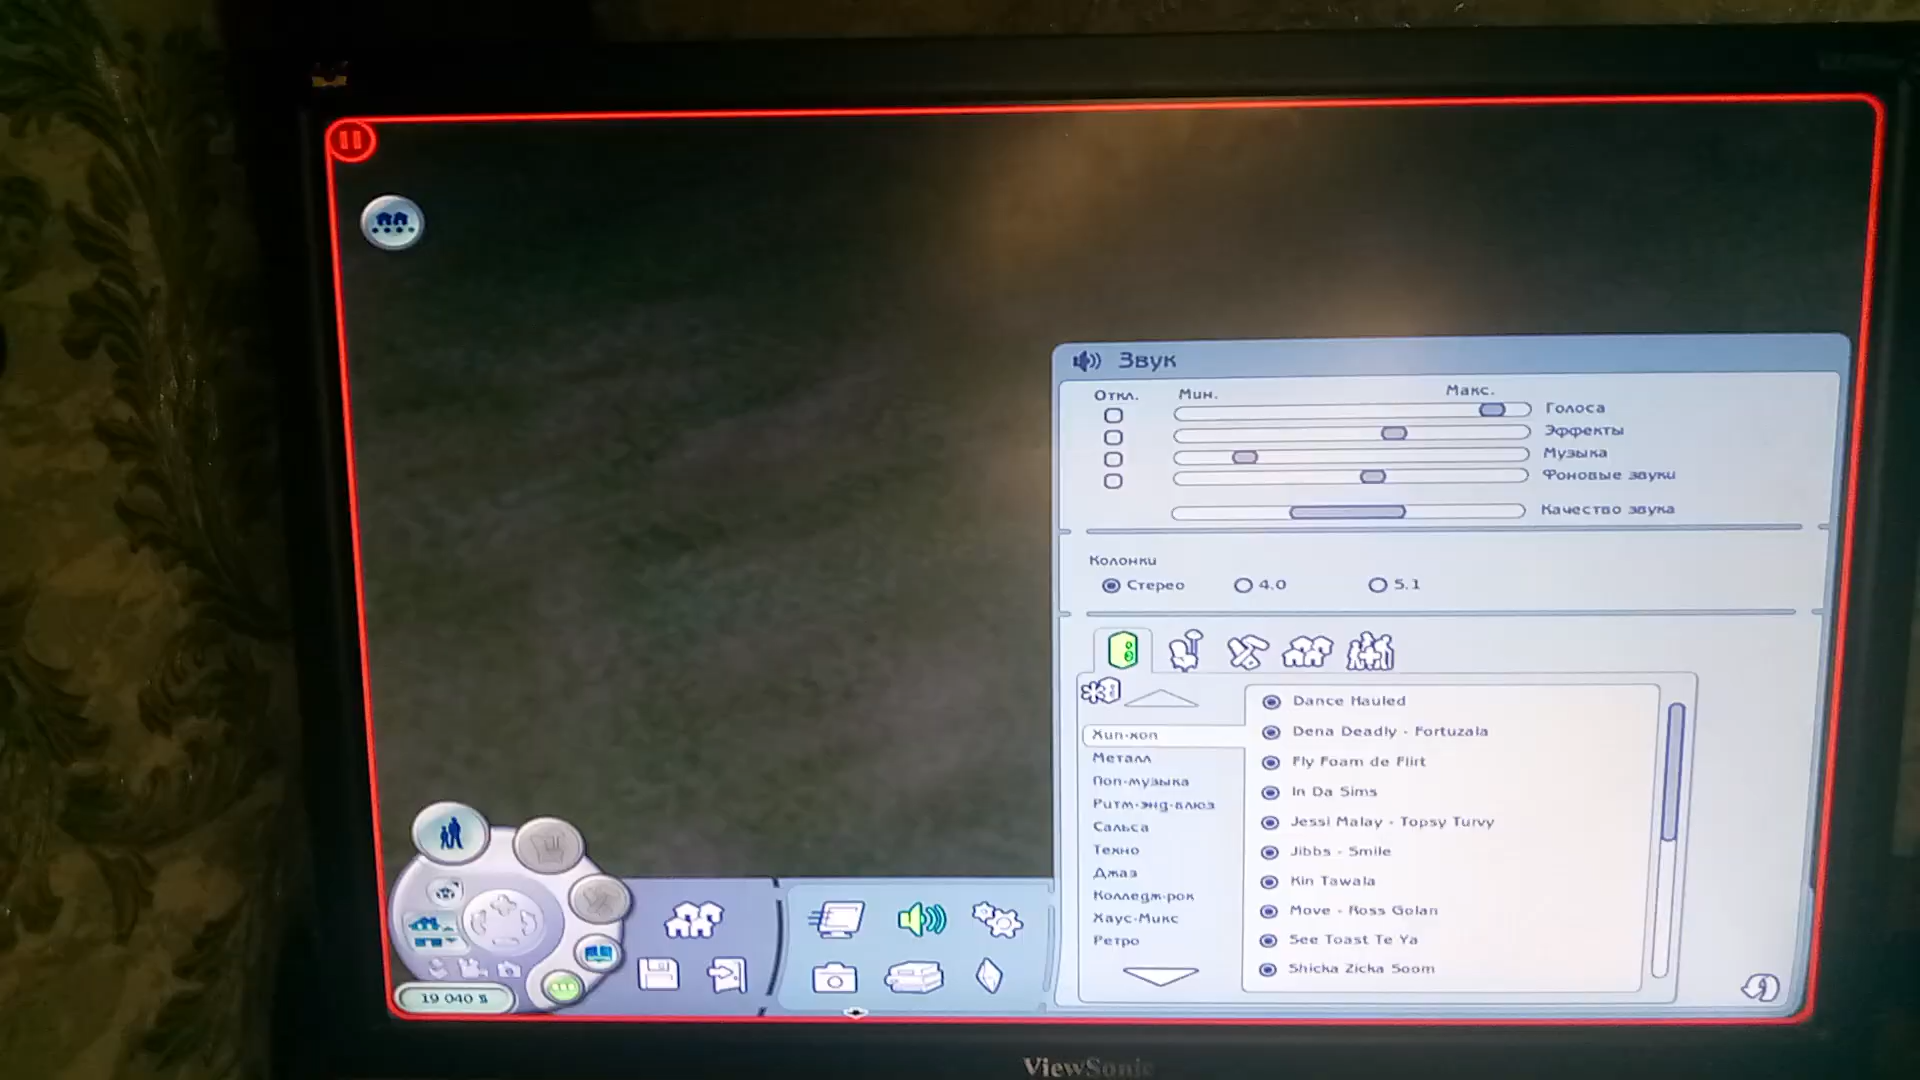 Звук
Откл. Мин. Макс.
Голоса
Эффекты
Музыка
Фоновые звуки
Качество звука
Колонки
Стерео 4.0 5.1
Хип-хоп
Металл
Поп-музыка
Ритм-энд-блюз
Сальса
Техно
Джаз
Колледж-рок
Хаус-Микс
Ретро
Dance Hauled
Dena Deadly - Fortuzala
Fly Foam de Flirt
In Da Sims
Jessi Malay - Topsy Turvy
Jibbs - Smile
Kin Tawala
Move - Ross Golan
See Toast Te Ya
Shicka Zicka Soom
19 040 §
ViewSonic